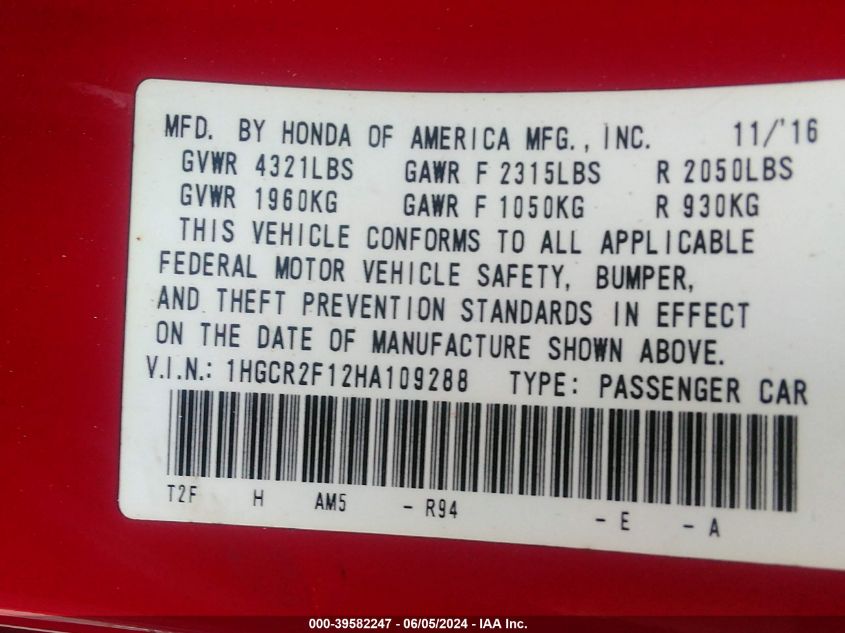 MFD. BY HONDA OF AMERICA MFG., INC. 11/'16
GVWR 4321LBS GAWR F 2315LBS R 2050LBS
GVWR 1960KG GAWR F 1050KG R 930KG
THIS VEHICLE CONFORMS TO ALL APPLICABLE
FEDERAL MOTOR VEHICLE SAFETY, BUMPER,
AND THEFT PREVENTION STANDARDS IN EFFECT
ON THE DATE OF MANUFACTURE SHOWN ABOVE.
V.I.N.: 1HGCR2F12HA109288 TYPE: PASSENGER CAR
T2F H AM5 - R94 - E - A
000-39582247 - 06/05/2024 - IAA Inc.